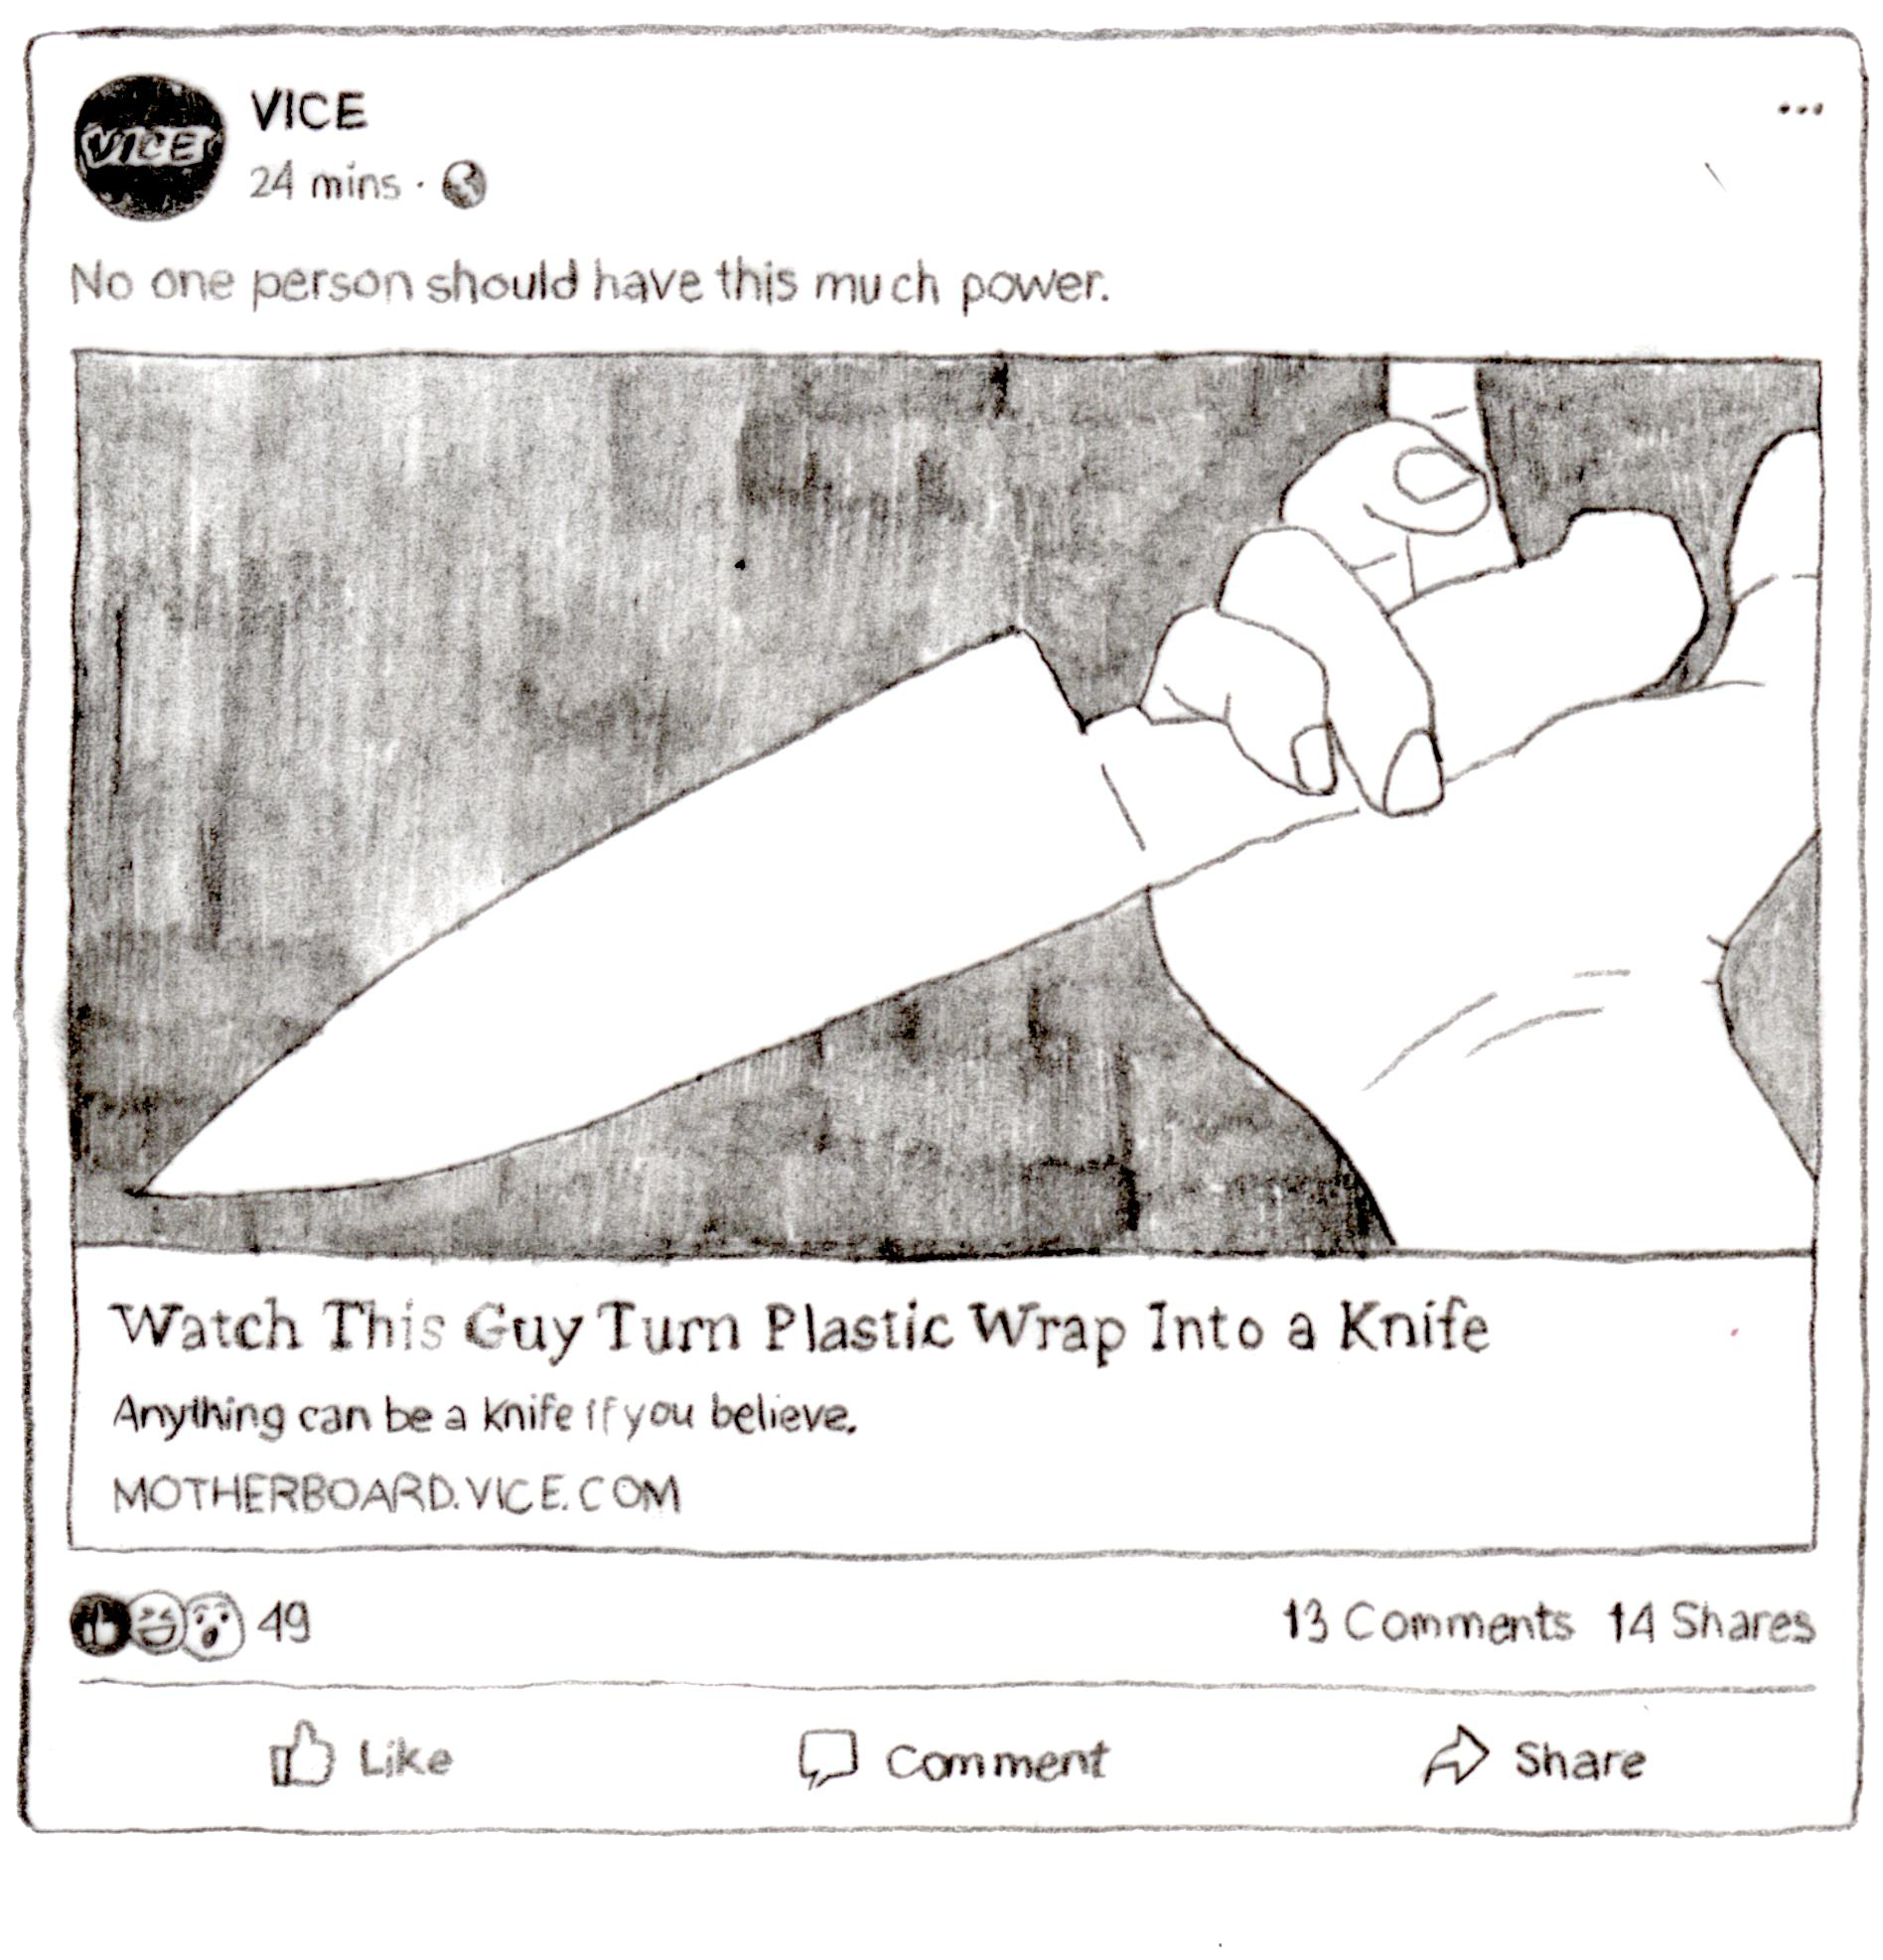 VICE
VICE
24 mins ·
No one person should have this much power.
Watch This Guy Turn Plastic Wrap Into a Knife
Anything can be a knife if you believe.
MOTHERBOARD.VICE.COM
49
13 Comments 14 Shares
Like
Comment
Share